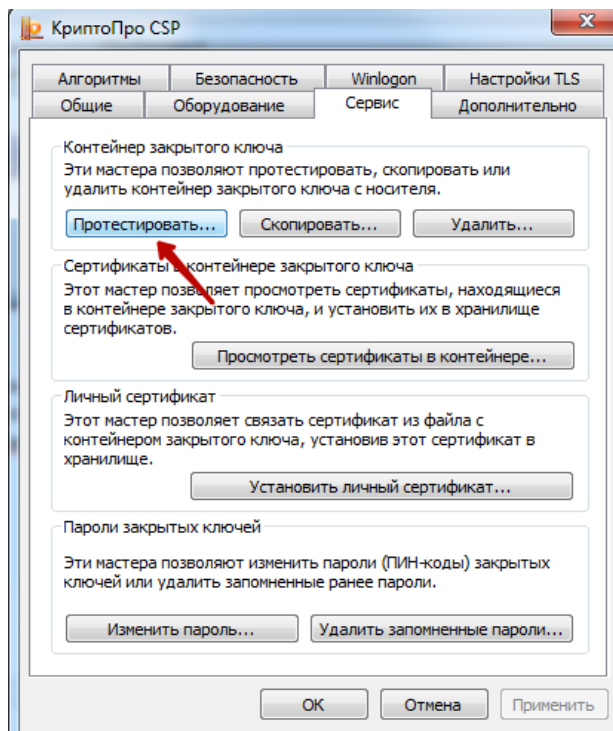 КриптоПро CSP
Алгоритмы Безопасность Winlogon Настройки TLS
Общие Оборудование Сервис Дополнительно
Контейнер закрытого ключа
Эти мастера позволяют протестировать, скопировать или
удалить контейнер закрытого ключа с носителя.
Протестировать... Скопировать... Удалить...
Сертификаты в контейнере закрытого ключа
Этот мастер позволяет просмотреть сертификаты, находящиеся
в контейнере закрытого ключа, и установить их в хранилище
сертификатов.
Просмотреть сертификаты в контейнере...
Личный сертификат
Этот мастер позволяет связать сертификат из файла с
контейнером закрытого ключа, установив этот сертификат в
хранилище.
Установить личный сертификат...
Пароли закрытых ключей
Эти мастера позволяют изменить пароли (ПИН-коды) закрытых
ключей или удалить запомненные ранее пароли.
Изменить пароль... Удалить запомненные пароли...
ОК Отмена Применить